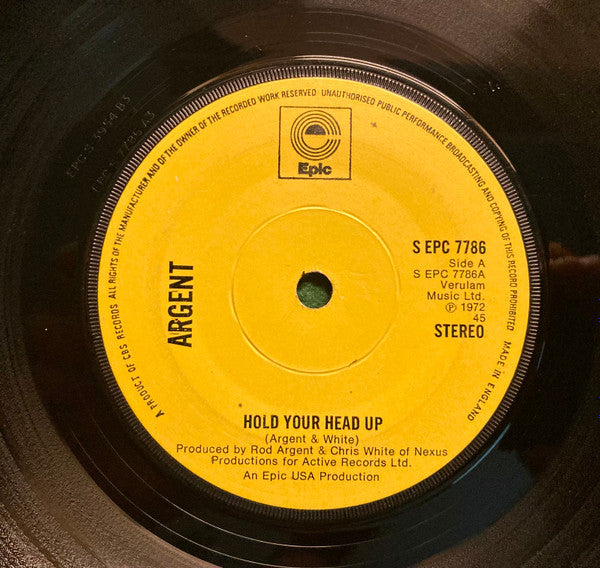 A PRODUCT OF CBS RECORDS ALL RIGHTS OF THE MANUFACTURER AND OF THE OWNER OF THE RECORDED WORK RESERVED UNAUTHORISED PUBLIC PERFORMANCE BROADCASTING AND COPYING OF THIS RECORD PROHIBITED MADE IN ENGLAND
Epic
S EPC 7786
Side A
S EPC 7786A
Verulam
Music Ltd.
℗ 1972
45
STEREO
ARGENT
HOLD YOUR HEAD UP
(Argent & White)
Produced by Rod Argent & Chris White of Nexus
Productions for Active Records Ltd.
An Epic USA Production